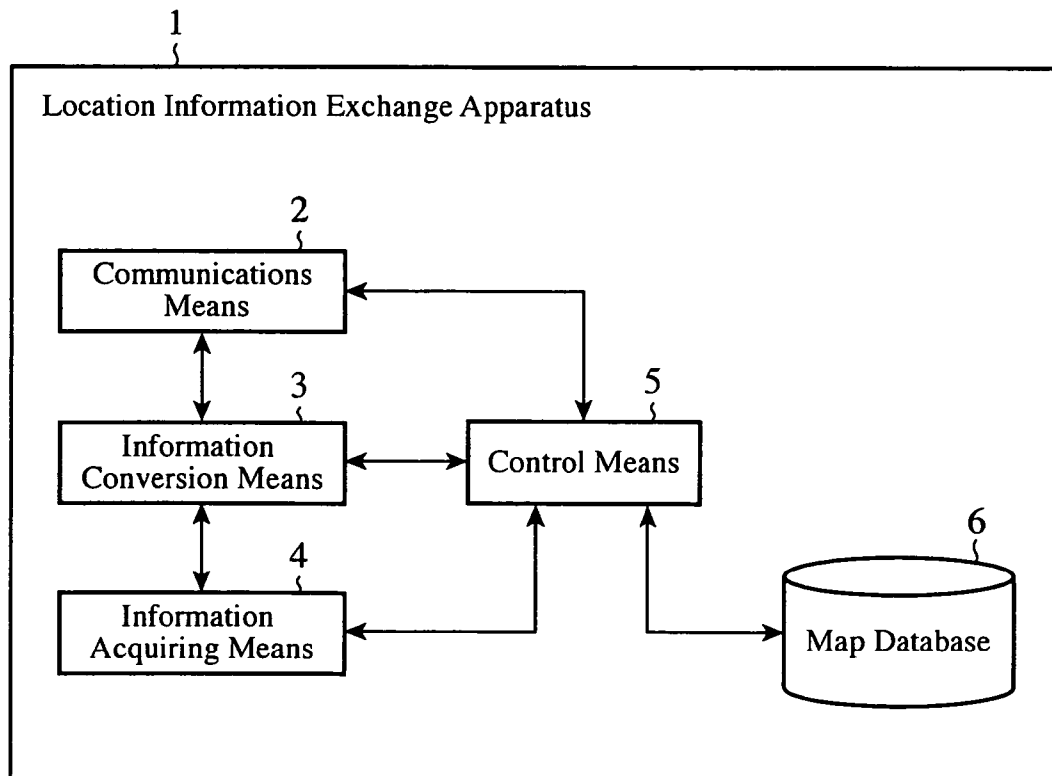 1
Location Information Exchange Apparatus
2
Communications
Means
3
Information
Conversion Means
5
Control Means
4
Information
Acquiring Means
6
Map Database